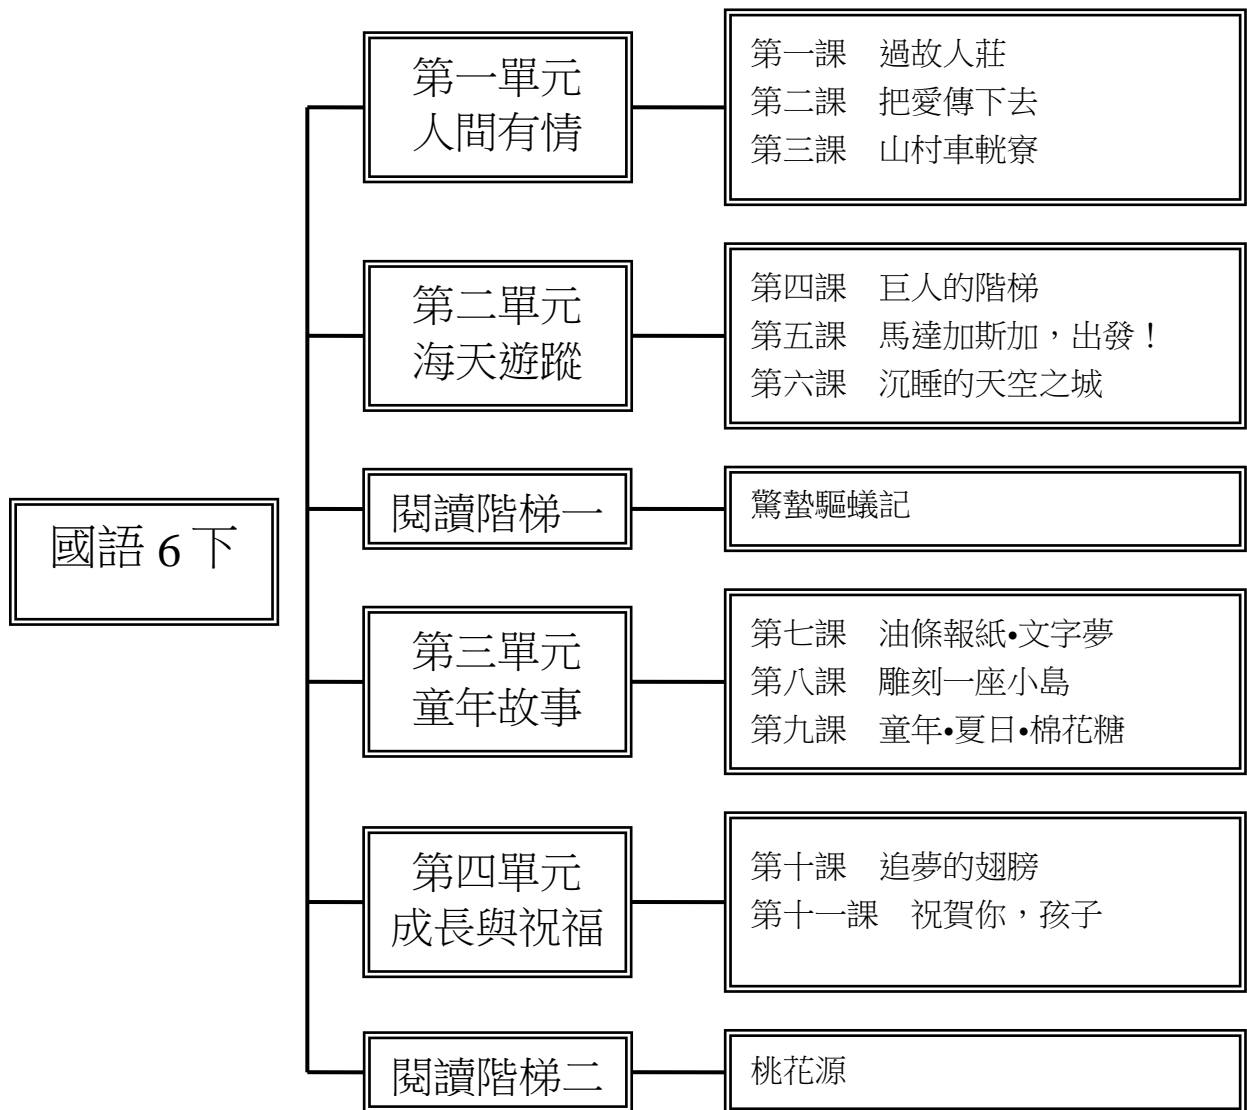 國語 6 下
第一單元
人間有情
第一課　過故人莊
第二課　把愛傳下去
第三課　山村車軏寮
第二單元
海天遊蹤
第四課　巨人的階梯
第五課　馬達加斯加，出發！
第六課　沉睡的天空之城
閱讀階梯一
驚蟄驅蟻記
第三單元
童年故事
第七課　油條報紙•文字夢
第八課　雕刻一座小島
第九課　童年•夏日•棉花糖
第四單元
成長與祝福
第十課　追夢的翅膀
第十一課　祝賀你，孩子
閱讀階梯二
桃花源